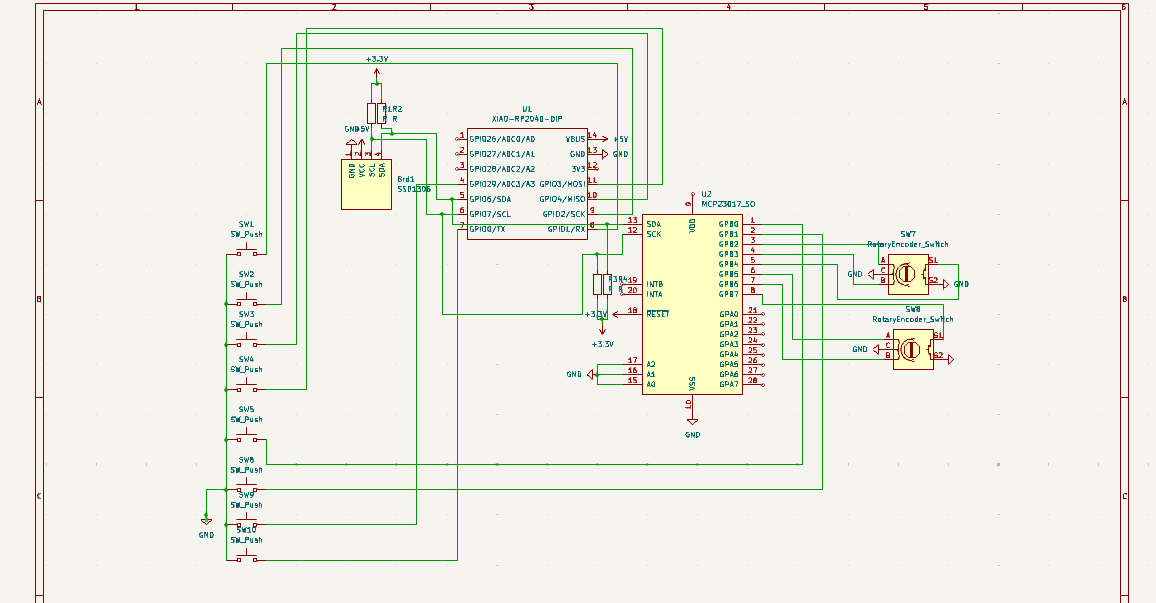 1 2 3 4 5 6
A A
B B
C C
+3.3V
R1 R2
R R
GND 5V
1 2 3 4
GND VCC SCL SDA
Brd1
SSD1306
U1
XIAO-RP2040-DIP
1 GPIO26/ADC0/A0 VBUS 14 +5V
2 GPIO27/ADC1/A1 GND 13 GND
3 GPIO28/ADC2/A2 3V3 12
4 GPIO29/ADC3/A3 GPIO3/MOSI 11
5 GPIO6/SDA GPIO4/MISO 10
6 GPIO7/SCL GPIO2/SCK 9
7 GPIO0/TX GPIO1/RX 8
U2
MCP23017_SO
9
VDD
13 SDA GPB0 1
12 SCK GPB1 2
GPB2 3
GPB3 4
GPB4 5
GPB5 6
19 INTB GPB6 7
20 INTA GPB7 8
R3 R4
R R
+3.3V
18 RESET GPA0 21
GPA1 22
GPA2 23
GPA3 24
GPA4 25
17 A2 GPA5 26
16 A1 GPA6 27
15 A0 GPA7 28
+3.3V
GND
VSS
10
GND
SW7
RotaryEncoder_Switch
A S1
GND C
B S2 GND
SW6
RotaryEncoder_Switch
A S1
GND C
B S2
SW1
SW_Push
SW2
SW_Push
SW3
SW_Push
SW4
SW_Push
SW5
SW_Push
SW8
SW_Push
SW9
SW_Push
SW10
SW_Push
GND